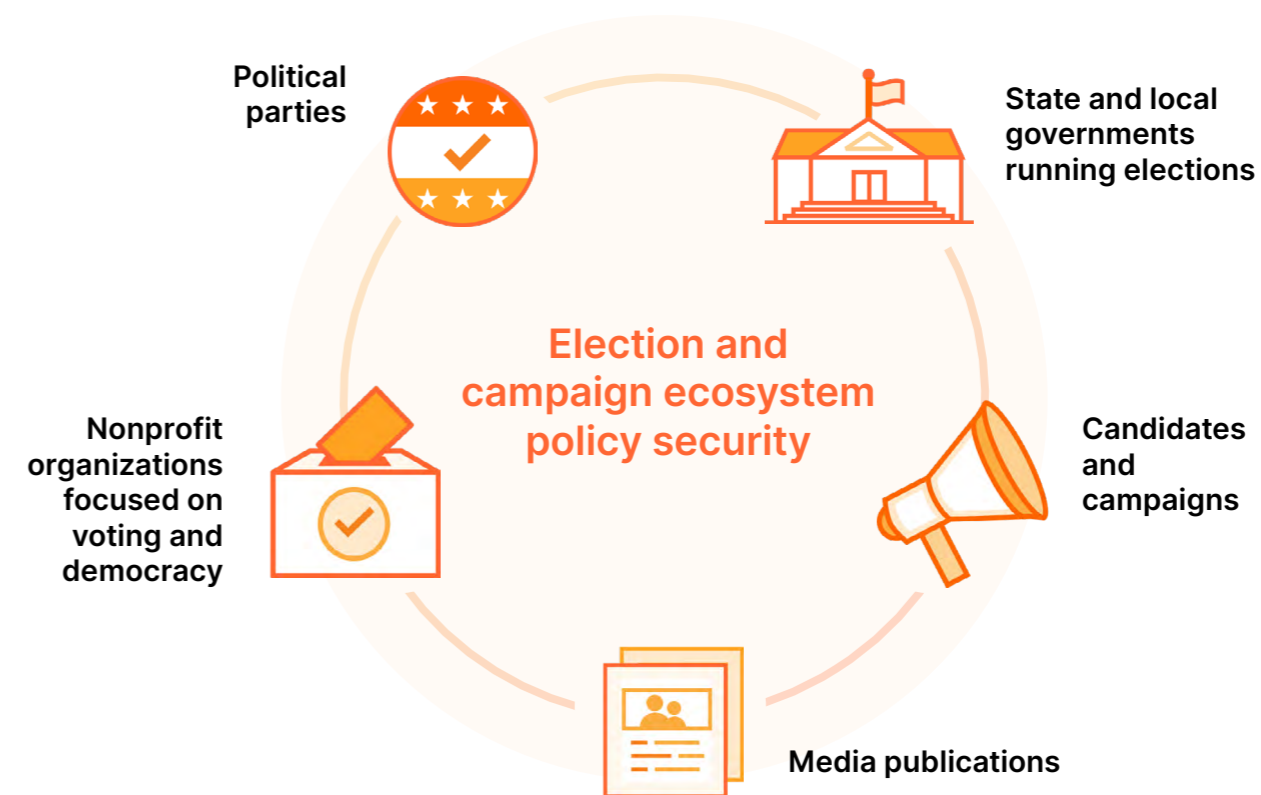 Political
parties
State and local
governments
running elections
Election and
campaign ecosystem
policy security
Nonprofit
organizations
focused on
voting and
democracy
Candidates
and
campaigns
Media publications